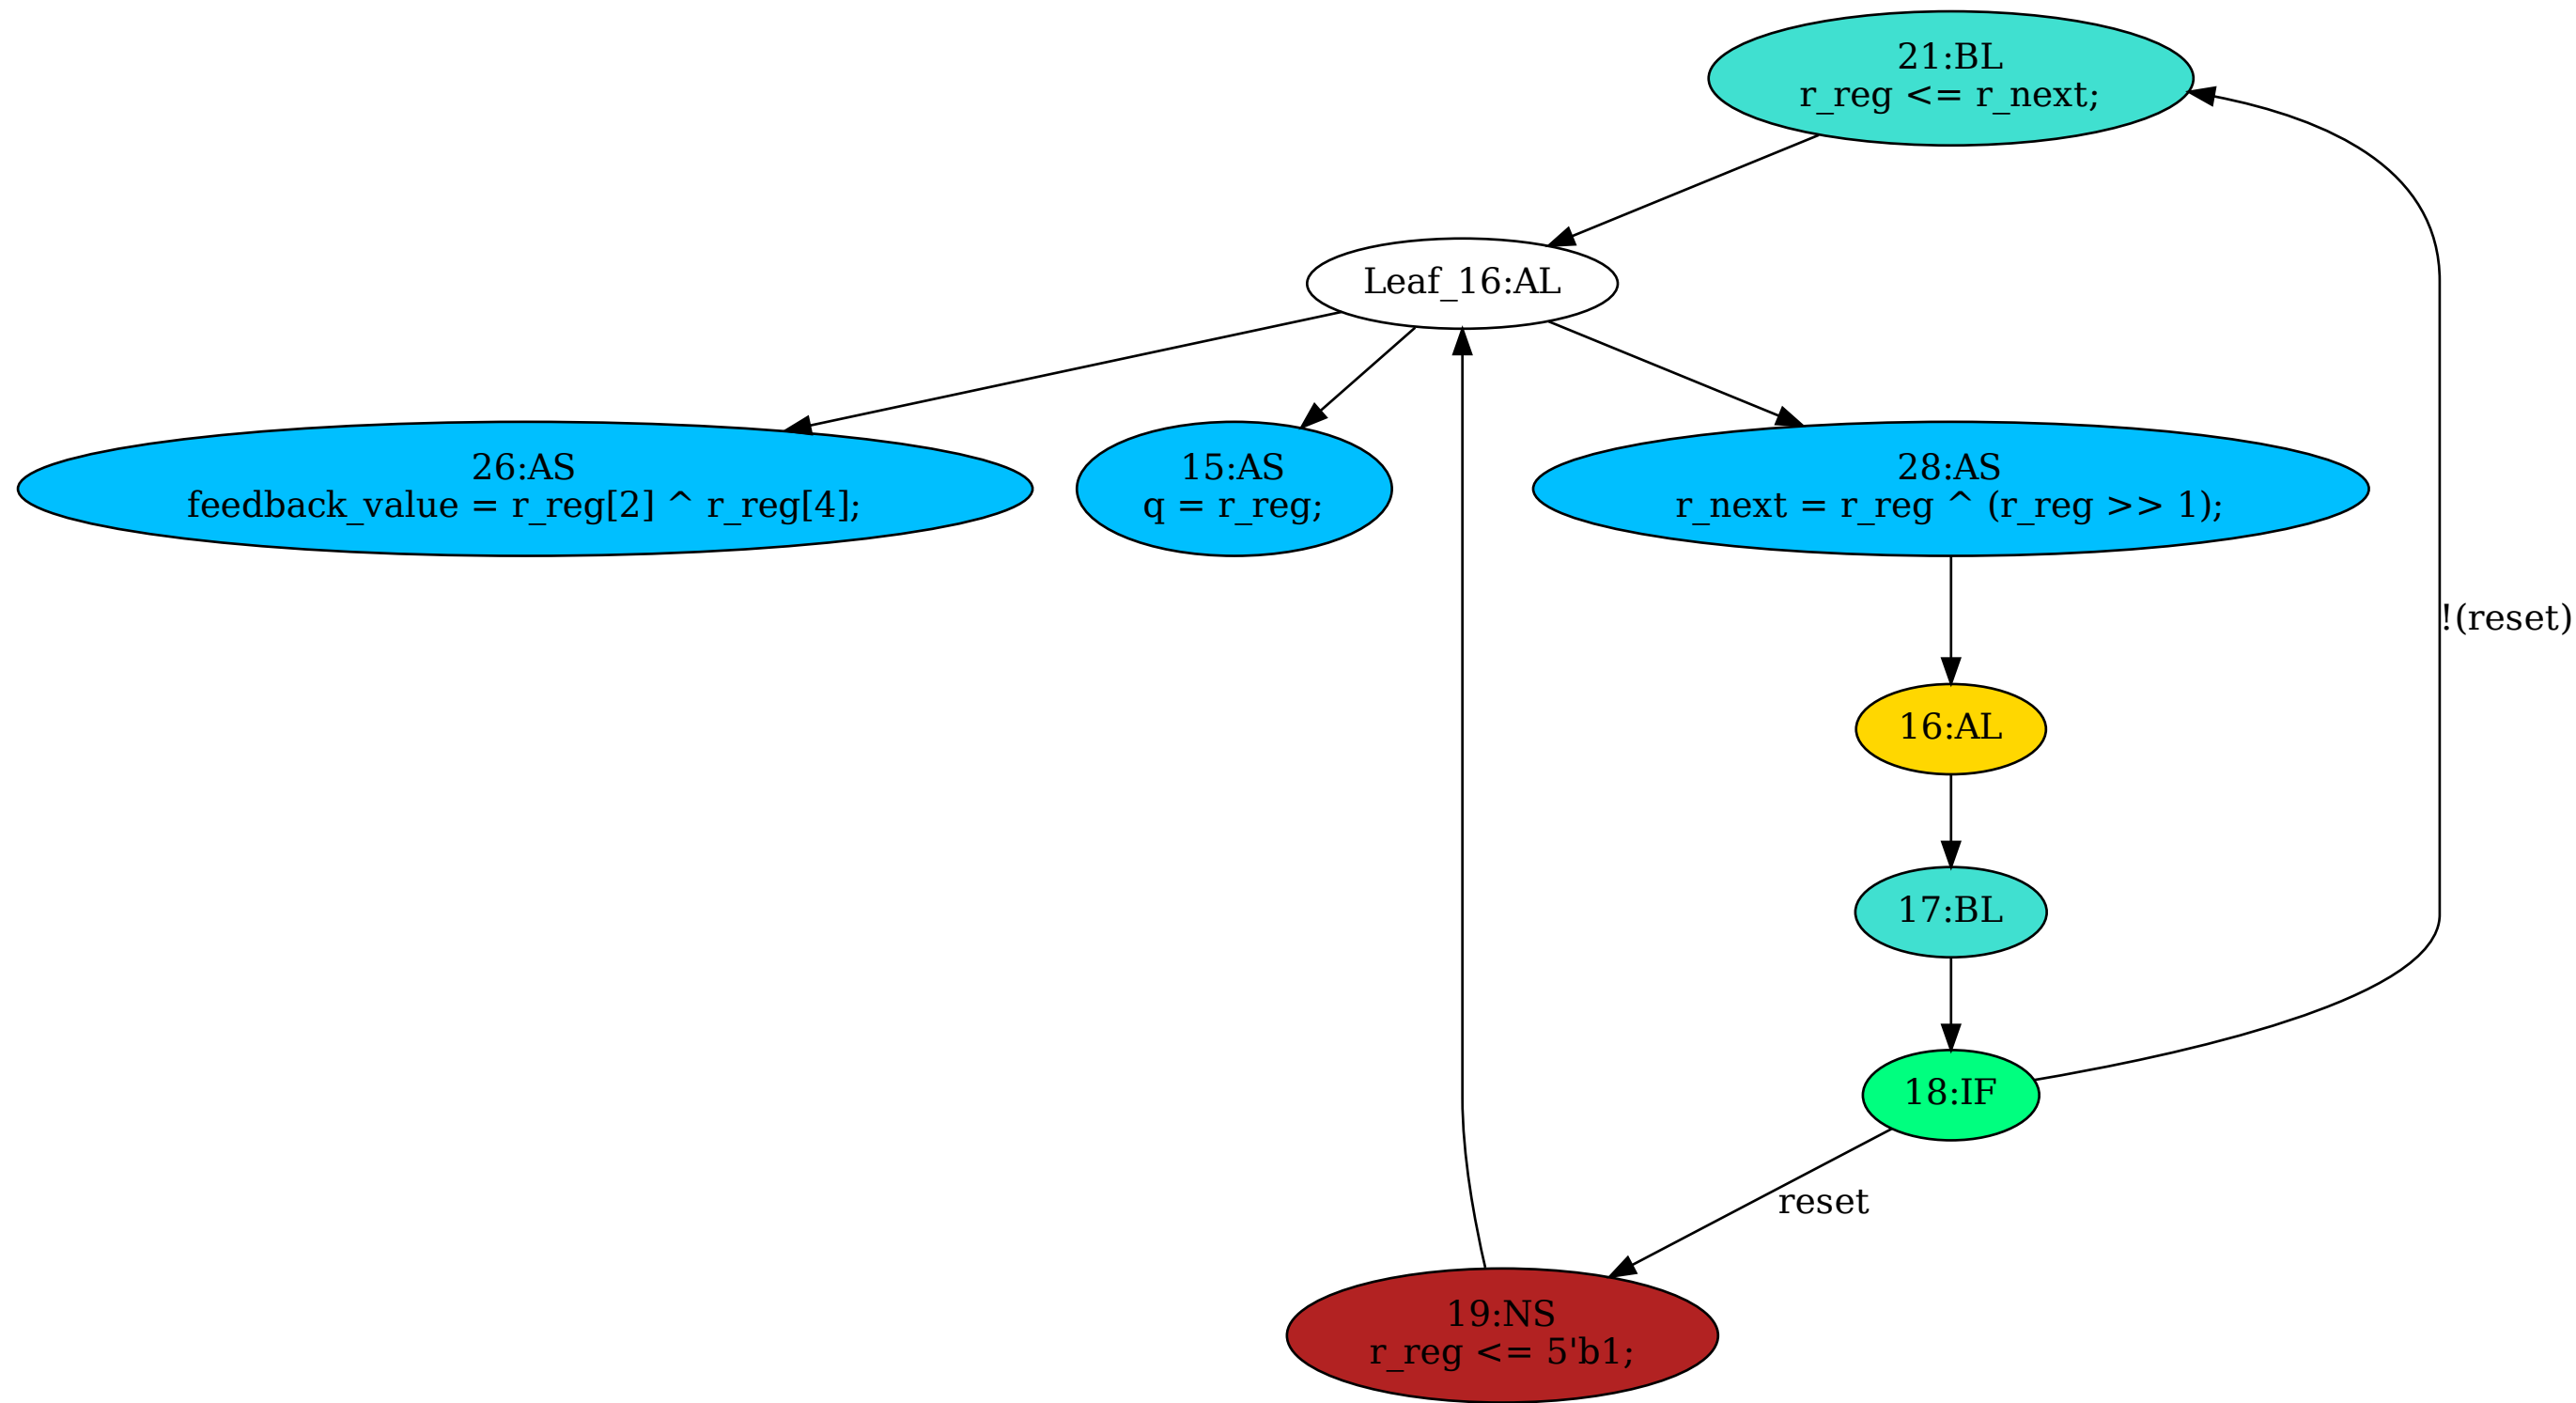 21:BL
r_reg <= r_next;
Leaf_16:AL
26:AS
feedback_value = r_reg[2] ^ r_reg[4];
15:AS
q = r_reg;
28:AS
r_next = r_reg ^ (r_reg >> 1);
!(reset)
16:AL
17:BL
18:IF
reset
19:NS
r_reg <= 5'b1;